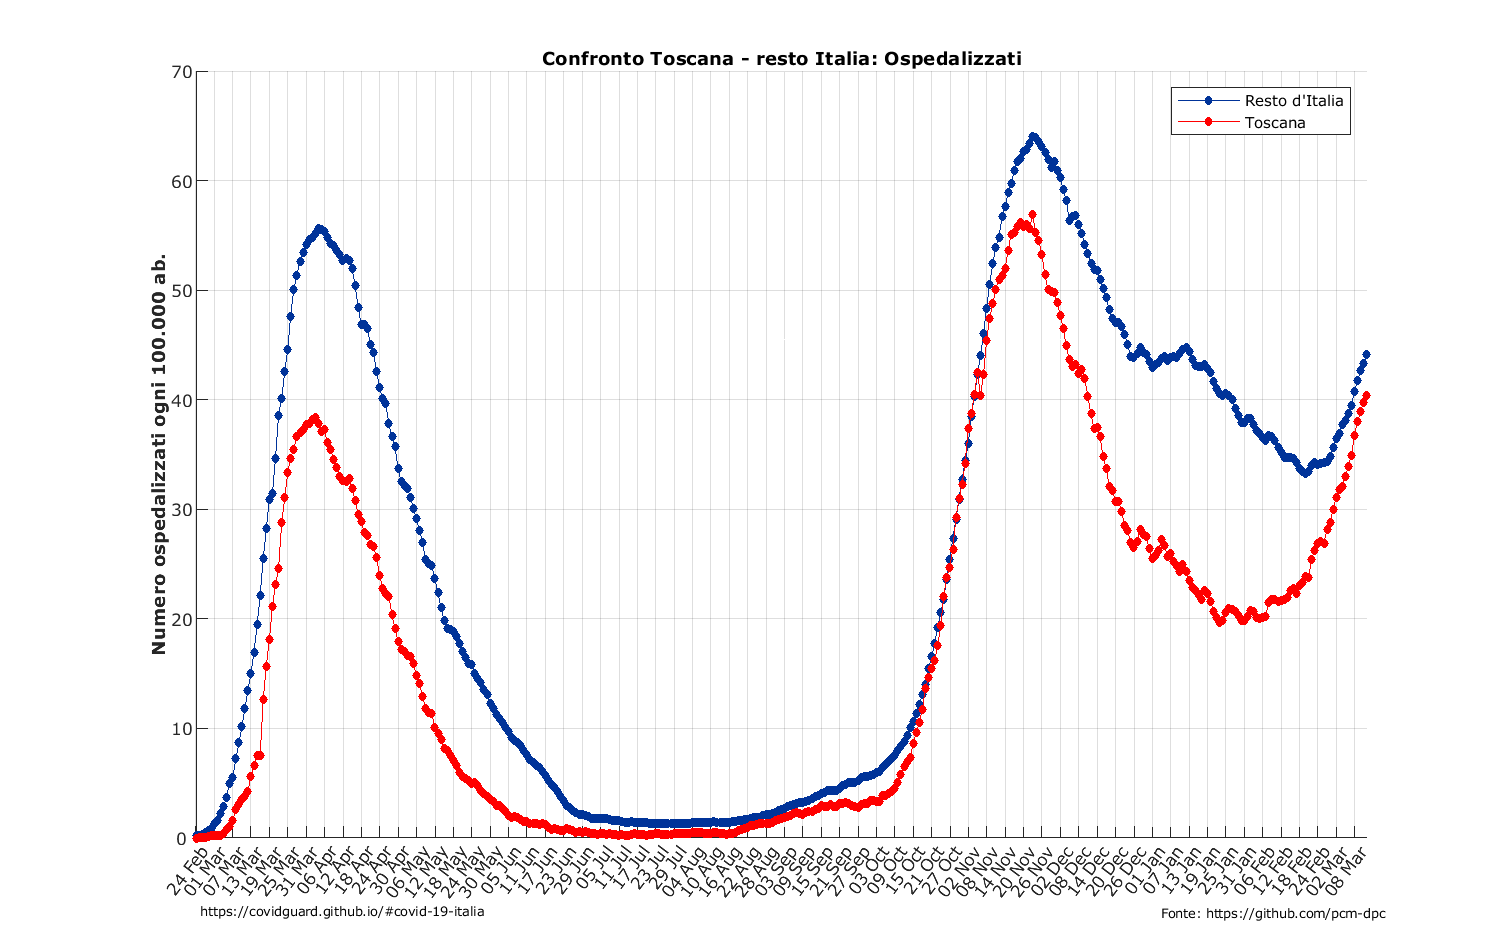 Confronto Toscana - resto Italia: Ospedalizzati
Numero ospedalizzati ogni 100.000 ab.
70
60
50
40
30
20
10
0
Resto d'Italia
Toscana
24 Feb
01 Mar
07 Mar
13 Mar
19 Mar
25 Mar
31 Mar
06 Apr
12 Apr
18 Apr
24 Apr
30 Apr
06 May
12 May
18 May
24 May
30 May
05 Jun
11 Jun
17 Jun
23 Jun
29 Jun
05 Jul
11 Jul
17 Jul
23 Jul
29 Jul
04 Aug
10 Aug
16 Aug
22 Aug
28 Aug
03 Sep
09 Sep
15 Sep
21 Sep
27 Sep
03 Oct
09 Oct
15 Oct
21 Oct
27 Oct
02 Nov
08 Nov
14 Nov
20 Nov
26 Nov
02 Dec
08 Dec
14 Dec
20 Dec
26 Dec
01 Jan
07 Jan
13 Jan
19 Jan
25 Jan
31 Jan
06 Feb
12 Feb
18 Feb
24 Feb
02 Mar
08 Mar
https://covidguard.github.io/#covid-19-italia
Fonte: https://github.com/pcm-dpc